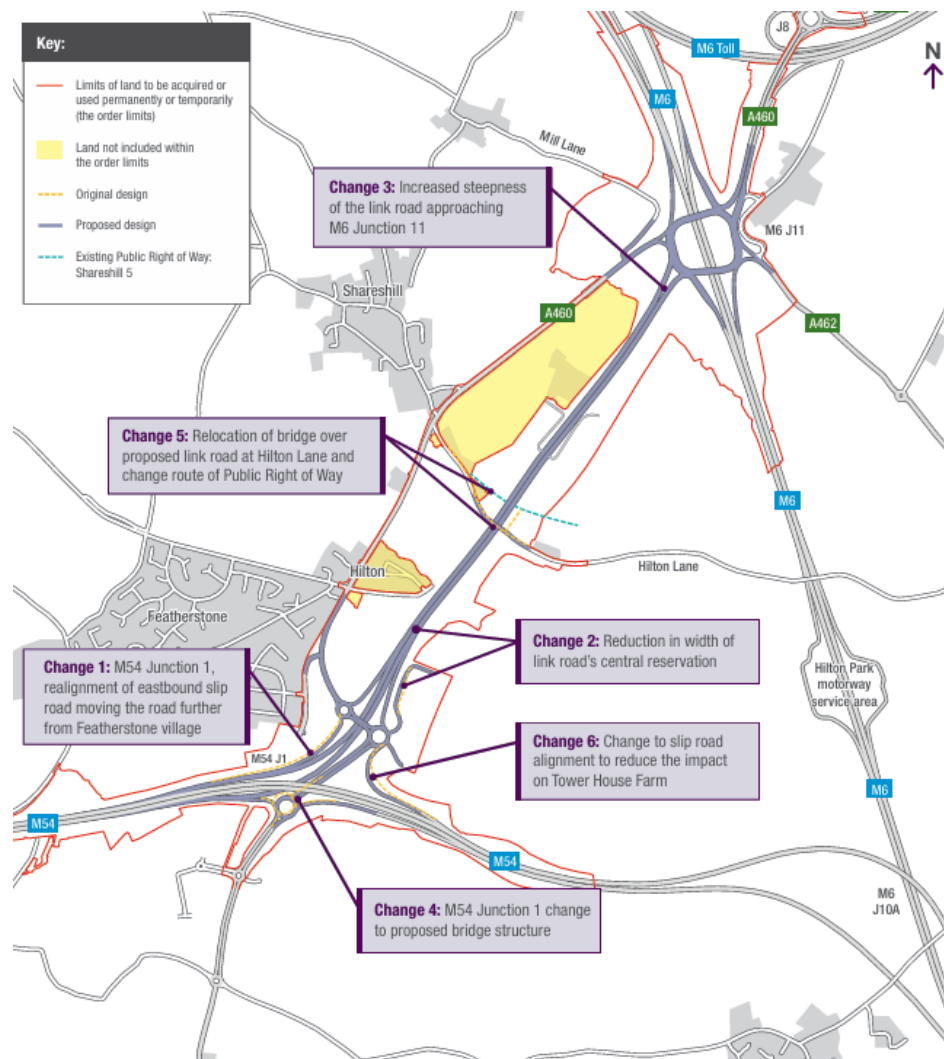 Key:
Limits of land to be acquired or
used permanently or temporarily
(the order limits)
Land not included within
the order limits
Original design
Proposed design
Existing Public Right of Way:
Shareshill 5
J8
M6 Toll
N
M6
A460
Mill Lane
Change 3: Increased steepness
of the link road approaching
M6 Junction 11
M6 J11
Shareshill
A460
A462
Change 5: Relocation of bridge over
proposed link road at Hilton Lane and
change route of Public Right of Way
M6
Hilton Lane
Hilton
Featherstone
Change 1: M54 Junction 1,
realignment of eastbound slip
road moving the road further
from Featherstone village
Change 2: Reduction in width of
link road's central reservation
Hilton Park
motorway
service area
M54 J1
Change 6: Change to slip road
alignment to reduce the impact
on Tower House Farm
M6
M54
M54
M6
J10A
Change 4: M54 Junction 1 change
to proposed bridge structure